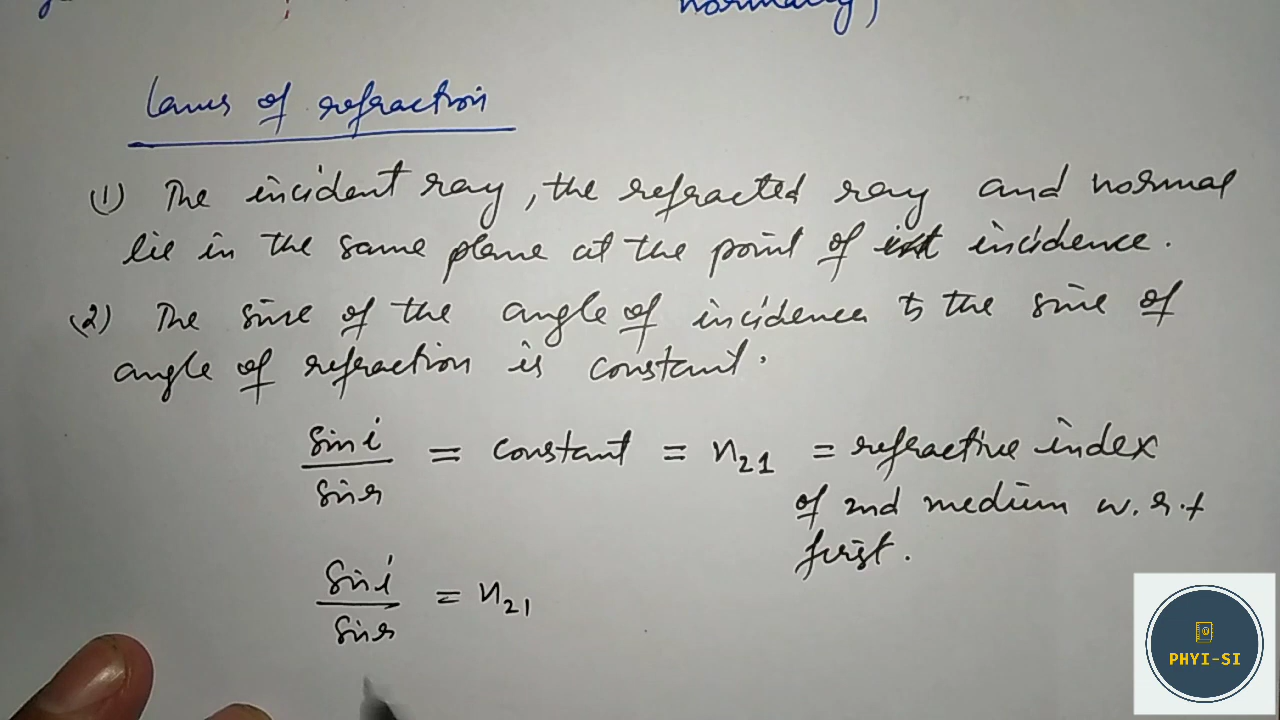 normally)
Laws of refraction
(1) The incident ray, the refracted ray and normal
lie in the same plane at the point of incidence.
(2) The sine of the angle of incidence to the sine of
angle of refraction is constant.
sin i / sin r = constant = n21 = refractive index
of 2nd medium w.r.t
first.
sin i / sin r = n21
PHYI-SI